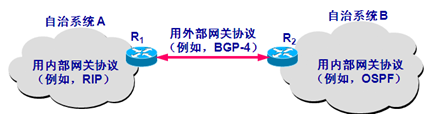 自治系统 A
自治系统 B
用外部网关协议
R1
（例如，BGP-4）
R2
用内部网关协议
（例如，RIP）
用内部网关协议
（例如，OSPF）